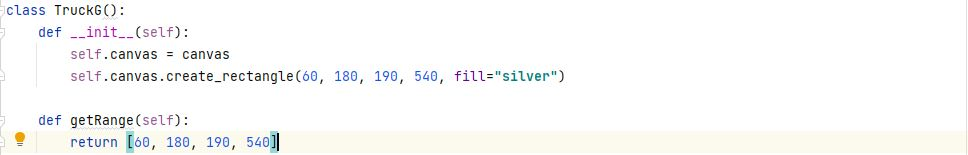 class TruckG():
    def __init__(self):
        self.canvas = canvas
        self.canvas.create_rectangle(60, 180, 190, 540, fill="silver")
    def getRange(self):
        return [60, 180, 190, 540]